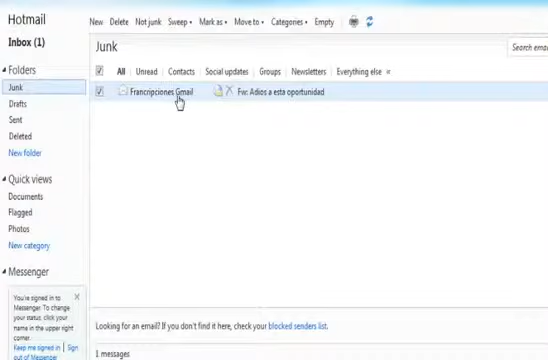 Hotmail
New Delete Not junk Sweep Mark as Move to Categories Empty
Inbox (1)
Junk
Search emai
Folders
All Unread Contacts Social updates Groups Newsletters Everything else
Junk
Francripciones Gmail Fw: Adios a esta oportunidad
Drafts
Sent
Deleted
New folder
Quick views
Documents
Flagged
Photos
New category
Messenger
You're signed in to
Messenger. To change
your status, click your
name in the upper right
corner.
Keep me signed in Sign
out of Messenger
Looking for an email? If you don't find it here, check your blocked senders list.
1 messages